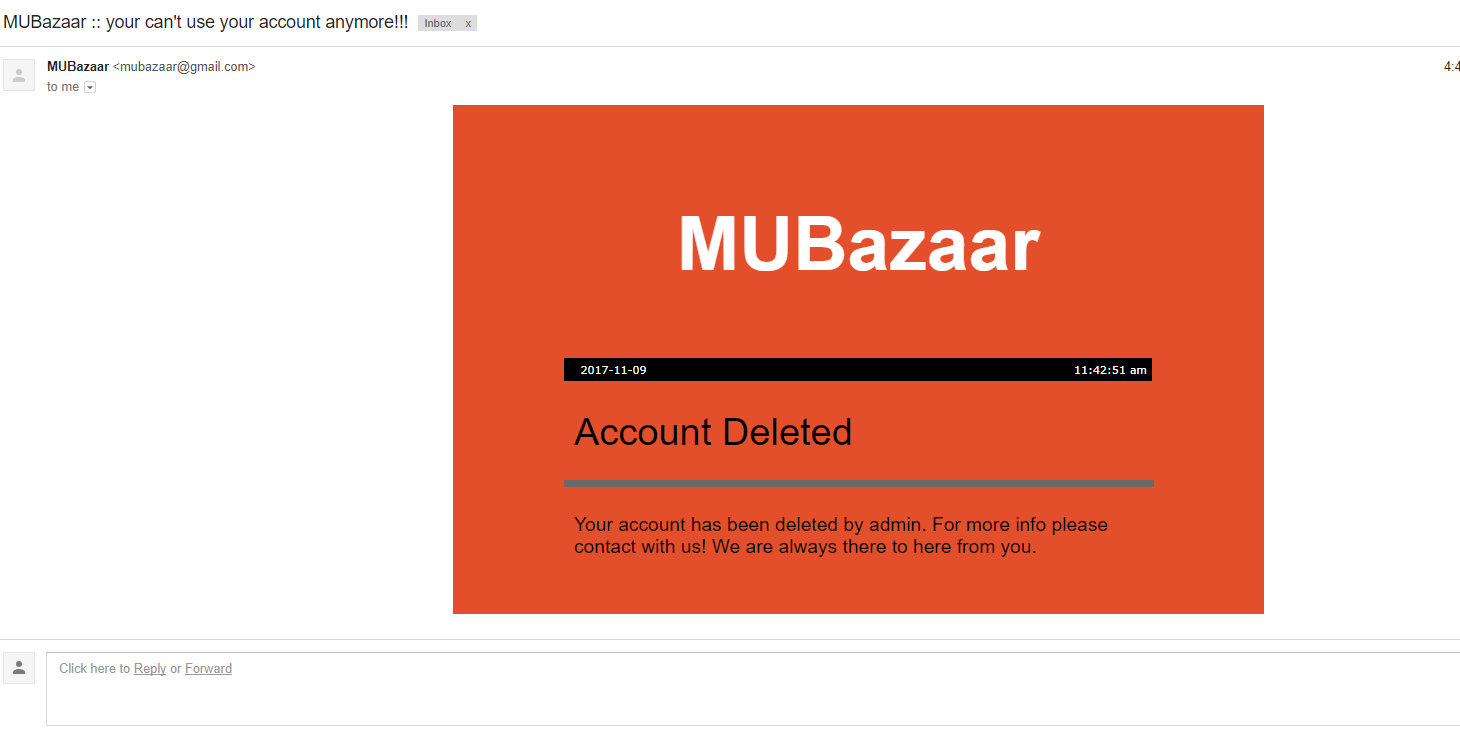 MUBazaar :: your can't use your account anymore!!! Inbox x
MUBazaar <mubazaar@gmail.com> 4:4
to me
MUBazaar
2017-11-09 11:42:51 am
Account Deleted
Your account has been deleted by admin. For more info please
contact with us! We are always there to here from you.
Click here to Reply or Forward